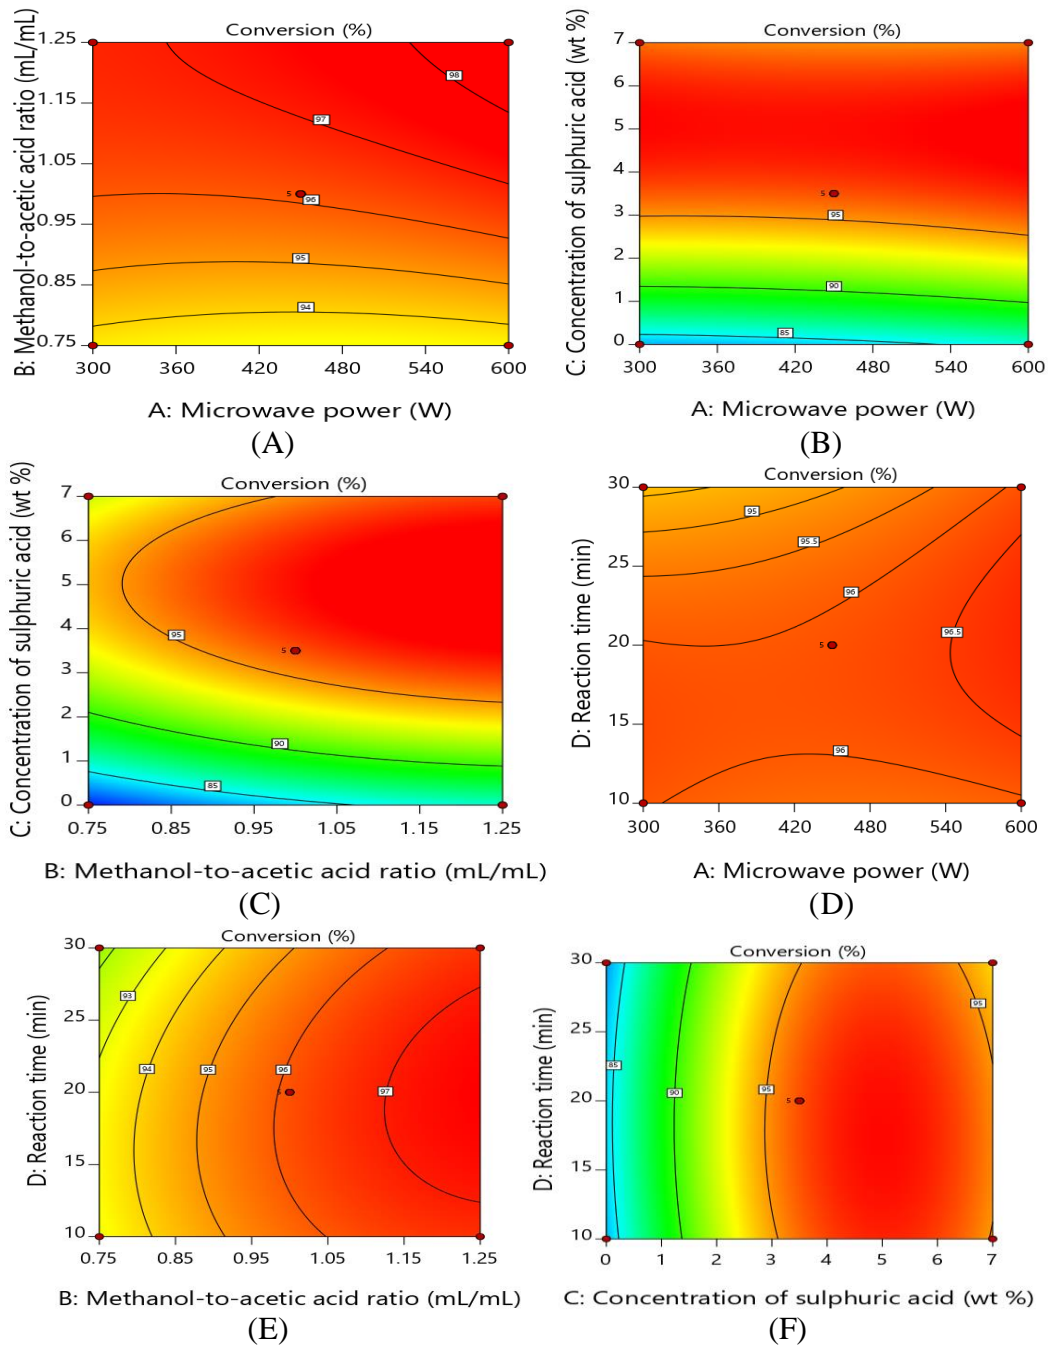 Conversion (%)
B: Methanol-to-acetic acid ratio (mL/mL)
1.25
1.15
1.05
0.95
0.85
0.75
98
97
5
96
95
94
300 360 420 480 540 600
A: Microwave power (W)
(A)
Conversion (%)
C: Concentration of sulphuric acid (wt %)
7
6
5
4
3
2
1
0
5
95
90
85
300 360 420 480 540 600
A: Microwave power (W)
(B)
Conversion (%)
C: Concentration of sulphuric acid (wt %)
7
6
5
4
3
2
1
0
95
5
90
85
0.75 0.85 0.95 1.05 1.15 1.25
B: Methanol-to-acetic acid ratio (mL/mL)
(C)
Conversion (%)
D: Reaction time (min)
30
25
20
15
10
95
95.5
96
96.5
5
96
300 360 420 480 540 600
A: Microwave power (W)
(D)
Conversion (%)
D: Reaction time (min)
30
25
20
15
10
93
94 95 96
97
5
0.75 0.85 0.95 1.05 1.15 1.25
B: Methanol-to-acetic acid ratio (mL/mL)
(E)
Conversion (%)
D: Reaction time (min)
30
25
20
15
10
95
85
90 95
5
0 1 2 3 4 5 6 7
C: Concentration of sulphuric acid (wt %)
(F)